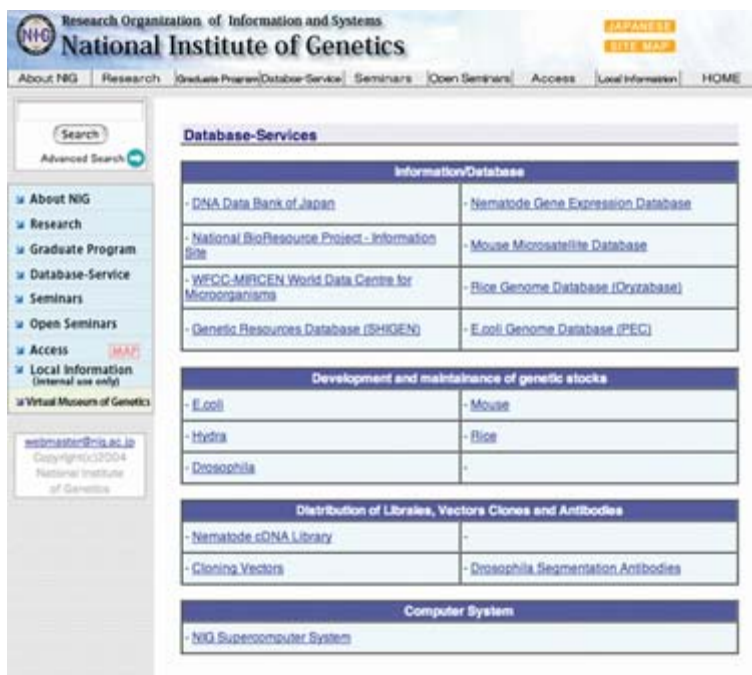 Research Organization of Information and Systems
NIG
National Institute of Genetics
JAPANESE
SITE MAP
About NIG Research Graduate Program Database-Service Seminars Open Seminars Access Local Information HOME
Search
Advanced Search
About NIG
Research
Graduate Program
Database-Service
Seminars
Open Seminars
Access MAP
Local Information
(internal use only)
Virtual Museum of Genetics
webmaster@nig.ac.jp
Copyright(c)2004
National Institute
of Genetics
Database-Services
Information/Database
- DNA Data Bank of Japan - Nematode Gene Expression Database
- National BioResource Project - Information
Site
- Mouse Microsatellite Database
- WFCC-MIRCEN World Data Centre for
Microorganisms
- Rice Genome Database (Oryzabase)
- Genetic Resources Database (SHIGEN) - E.coli Genome Database (PEC)
Development and maintainance of genetic stocks
- E.coli - Mouse
- Hydra - Rice
- Drosophila -
Distribution of Libraies, Vectors Clones and Antibodies
- Nematode cDNA Library -
- Cloning Vectors - Drosophila Segmentation Antibodies
Computer System
- NIG Supercomputer System